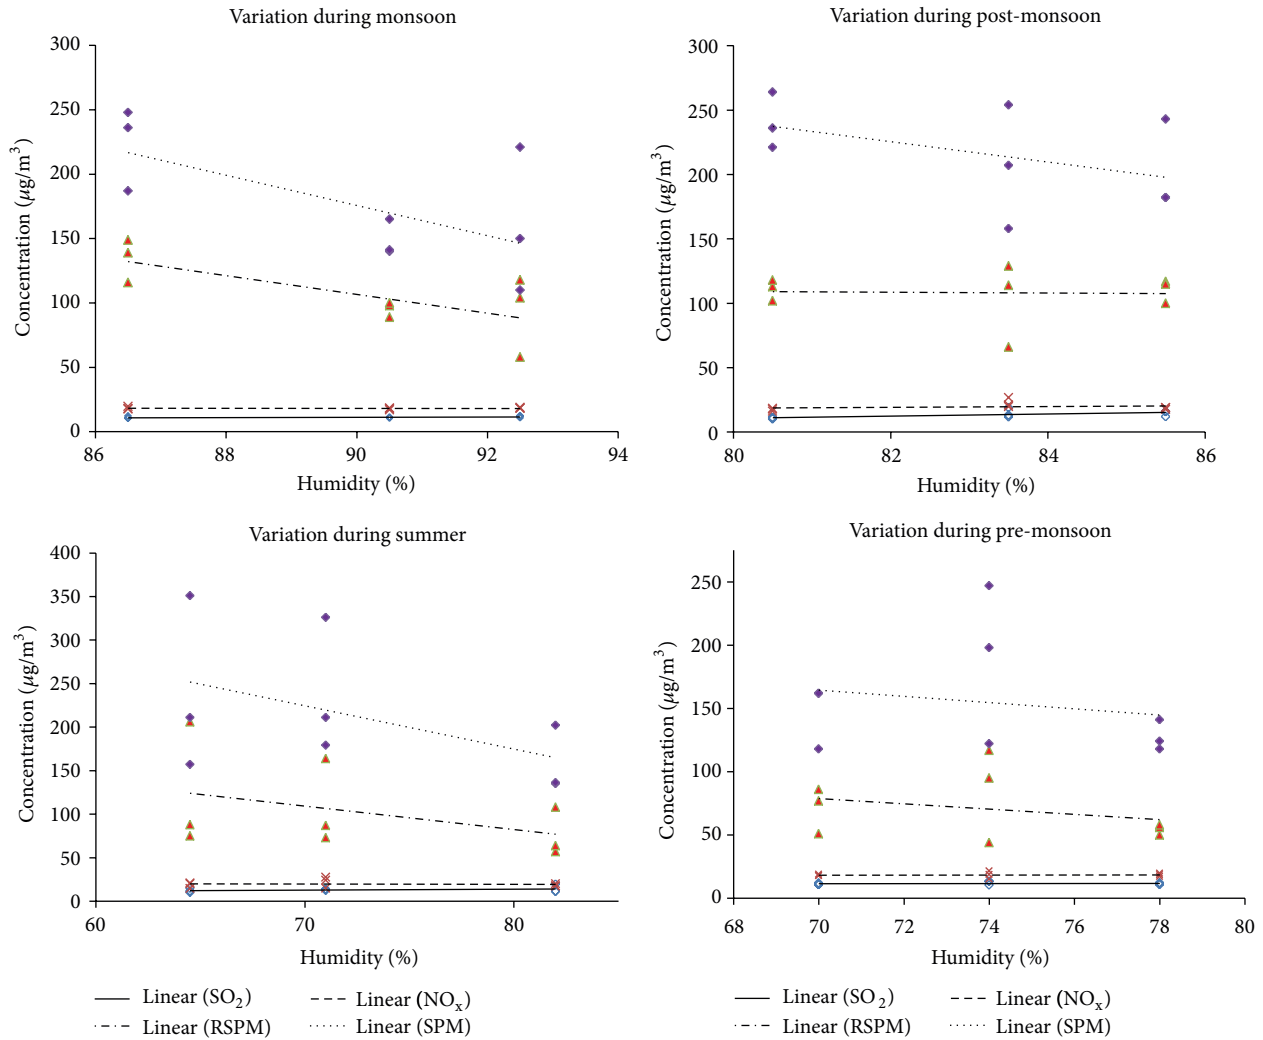 Variation during monsoon
300
250
200
150
100
50
0
86 88 90 92 94
Concentration (μg/m³)
Humidity (%)
Variation during post-monsoon
300
250
200
150
100
50
0
80 82 84 86
Concentration (μg/m³)
Humidity (%)
Variation during summer
400
350
300
250
200
150
100
50
0
60 70 80
Concentration (μg/m³)
Humidity (%)
Variation during pre-monsoon
250
200
150
100
50
0
68 70 72 74 76 78 80
Concentration (μg/m³)
Humidity (%)
Linear (SO₂)
Linear (NOₓ)
Linear (RSPM)
Linear (SPM)
Linear (SO₂)
Linear (NOₓ)
Linear (RSPM)
Linear (SPM)